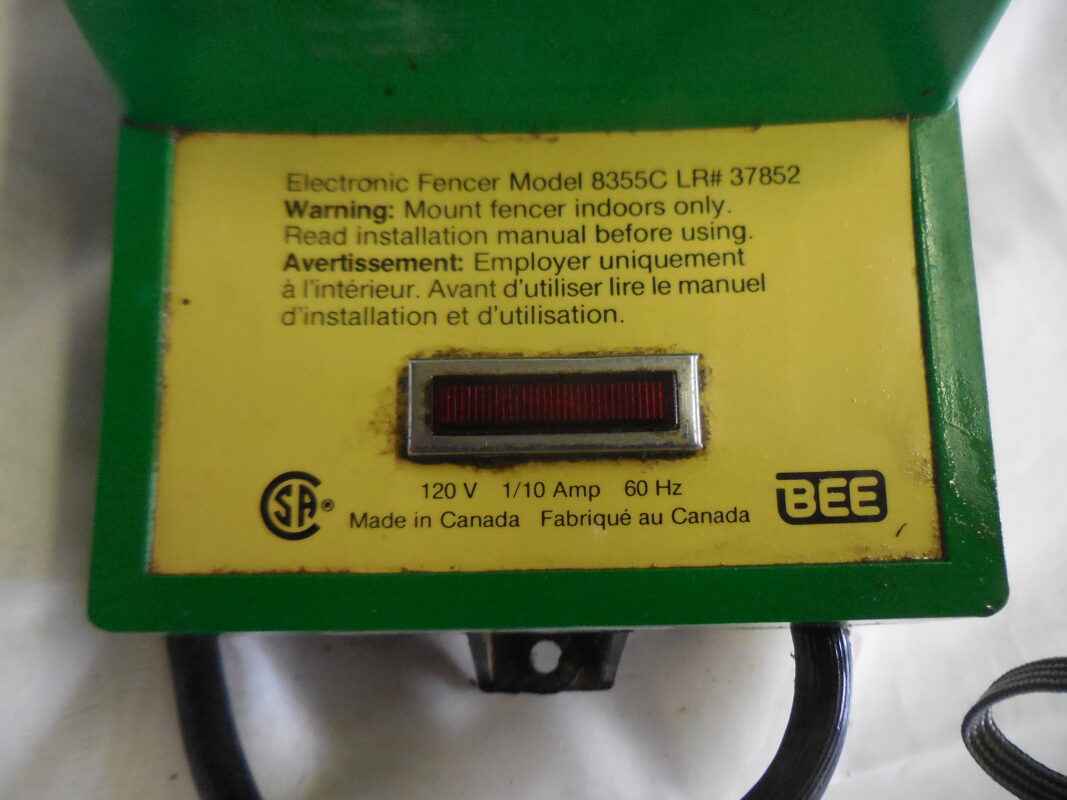 Electronic Fencer Model 8355C LR# 37852
Warning: Mount fencer indoors only.
Read installation manual before using.
Avertissement: Employer uniquement
à l'intérieur. Avant d'utiliser lire le manuel
d'installation et d'utilisation.
120 V 1/10 Amp 60 Hz
SA®
Made in Canada Fabriqué au Canada
BEE